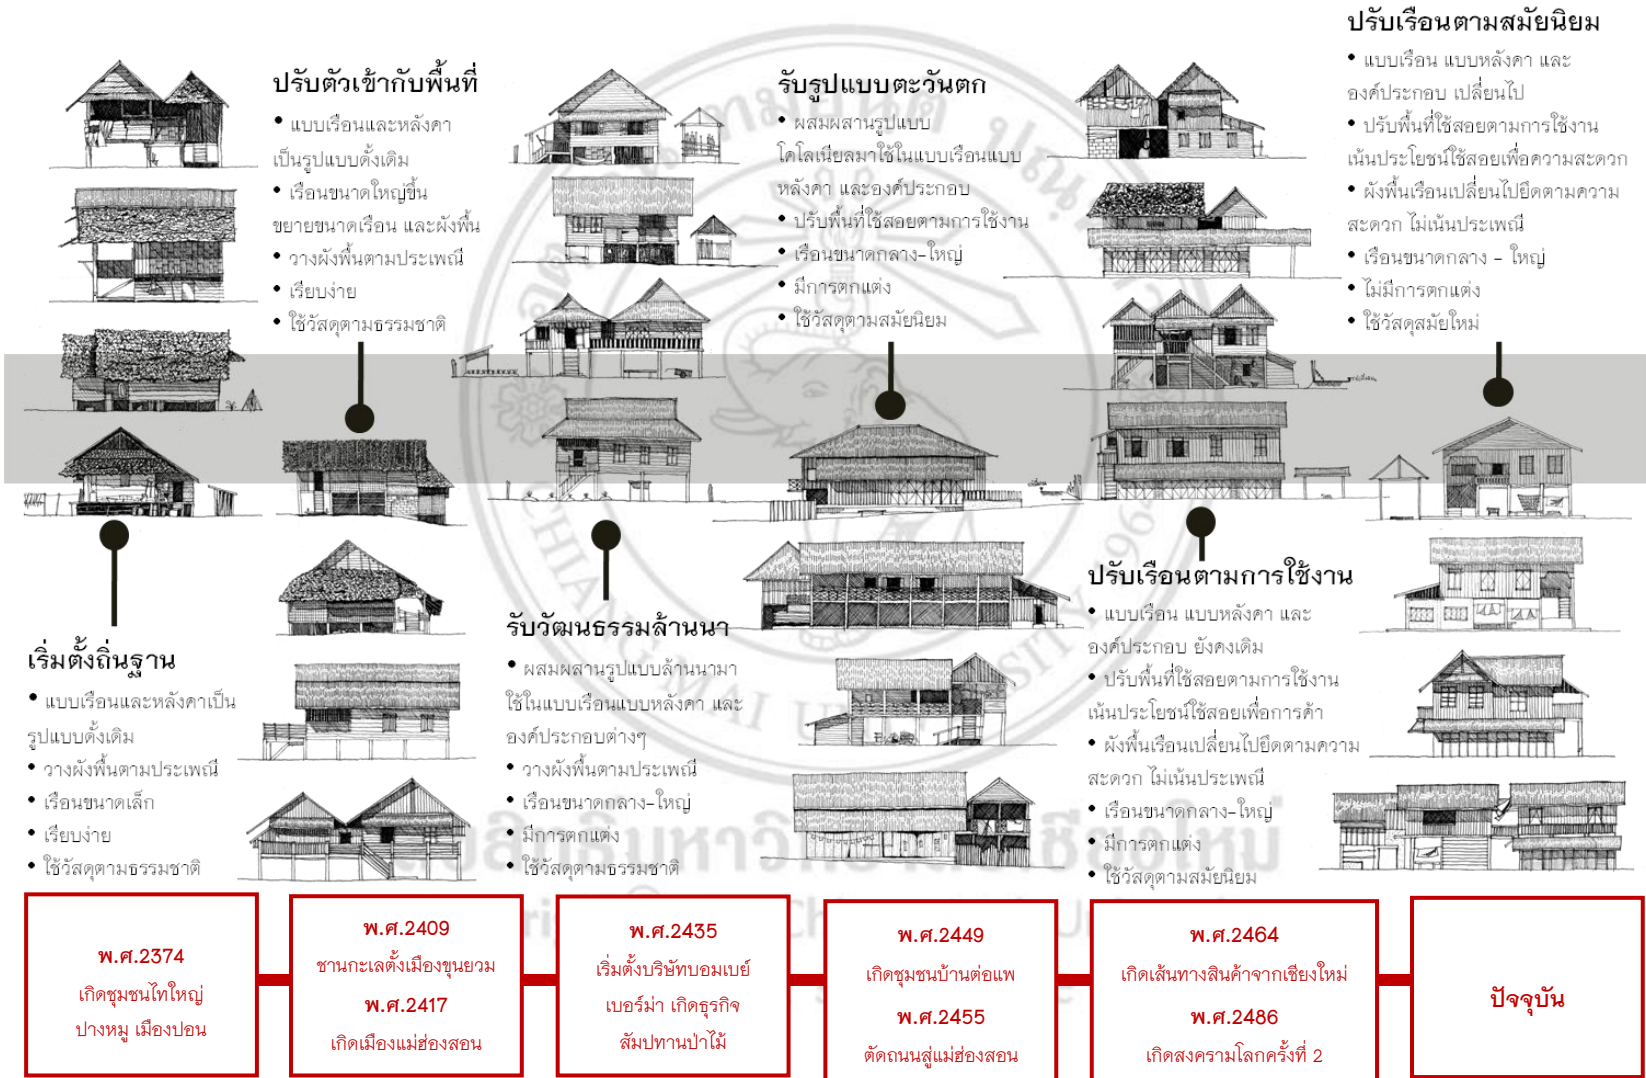 เริ่มตั้งถิ่นฐาน
• แบบเรือนและหลังคาเป็น
รูปแบบดั้งเดิม
• วางผังพื้นตามประเพณี
• เรือนขนาดเล็ก
• เรียบง่าย
• ใช้วัสดุตามธรรมชาติ
ปรับตัวเข้ากับพื้นที่
• แบบเรือนและหลังคา
เป็นรูปแบบดั้งเดิม
• เรือนขนาดใหญ่ขึ้น
ขยายขนาดเรือน และผังพื้น
• วางผังพื้นตามประเพณี
• เรียบง่าย
• ใช้วัสดุตามธรรมชาติ
รับวัฒนธรรมล้านนา
• ผสมผสานรูปแบบล้านนามา
ใช้ในแบบเรือนแบบหลังคา และ
องค์ประกอบต่างๆ
• วางผังพื้นตามประเพณี
• เรือนขนาดกลาง-ใหญ่
• มีการตกแต่ง
• ใช้วัสดุตามธรรมชาติ
รับรูปแบบตะวันตก
• ผสมผสานรูปแบบ
โคโลเนียลมาใช้ในแบบเรือนแบบ
หลังคา และองค์ประกอบ
• ปรับพื้นที่ใช้สอยตามการใช้งาน
• เรือนขนาดกลาง-ใหญ่
• มีการตกแต่ง
• ใช้วัสดุตามสมัยนิยม
ปรับเรือนตามการใช้งาน
• แบบเรือน แบบหลังคา และ
องค์ประกอบ ยังคงเดิม
• ปรับพื้นที่ใช้สอยตามการใช้งาน
เน้นประโยชน์ใช้สอยเพื่อการค้า
• ผังพื้นเรือนเปลี่ยนไปยึดตามความ
สะดวก ไม่เน้นประเพณี
• เรือนขนาดกลาง-ใหญ่
• มีการตกแต่ง
• ใช้วัสดุตามสมัยนิยม
ปรับเรือนตามสมัยนิยม
• แบบเรือน แบบหลังคา และ
องค์ประกอบ เปลี่ยนไป
• ปรับพื้นที่ใช้สอยตามการใช้งาน
เน้นประโยชน์ใช้สอยเพื่อความสะดวก
• ผังพื้นเรือนเปลี่ยนไปยึดตามความ
สะดวก ไม่เน้นประเพณี
• เรือนขนาดกลาง - ใหญ่
• ไม่มีการตกแต่ง
• ใช้วัสดุสมัยใหม่
พ.ศ.2374
เกิดชุมชนไทใหญ่
ปางหมู เมืองปอน
พ.ศ.2409
ชานกะเลตั้งเมืองขุนยวม
พ.ศ.2417
เกิดเมืองแม่ฮ่องสอน
พ.ศ.2435
เริ่มตั้งบริษัทบอมเบย์
เบอร์ม่า เกิดธุรกิจ
สัมปทานป่าไม้
พ.ศ.2449
เกิดชุมชนบ้านต่อแพ
พ.ศ.2455
ตัดถนนสู่แม่ฮ่องสอน
พ.ศ.2464
เกิดเส้นทางสินค้าจากเชียงใหม่
พ.ศ.2486
เกิดสงครามโลกครั้งที่ 2
ปัจจุบัน